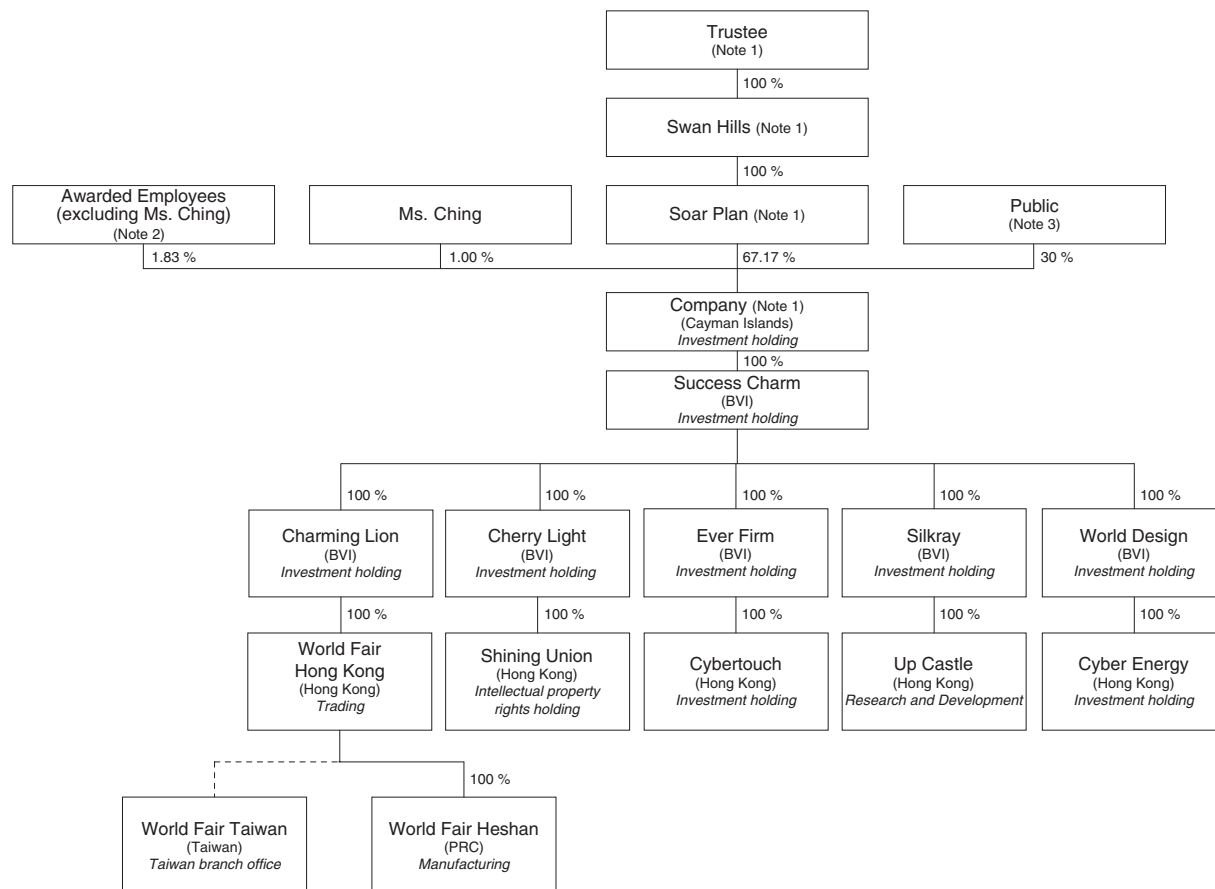 Trustee
(Note 1)
100 %
Swan Hills (Note 1)
100 %
Awarded Employees
(excluding Ms. Ching)
(Note 2)
Ms. Ching
Soar Plan (Note 1)
Public
(Note 3)
1.83 %
1.00 %
67.17 %
30 %
Company (Note 1)
(Cayman Islands)
Investment holding
100 %
Success Charm
(BVI)
Investment holding
100 %
100 %
100 %
100 %
100 %
Charming Lion
(BVI)
Investment holding
Cherry Light
(BVI)
Investment holding
Ever Firm
(BVI)
Investment holding
Silkray
(BVI)
Investment holding
World Design
(BVI)
Investment holding
100 %
100 %
100 %
100 %
100 %
World Fair
Hong Kong
(Hong Kong)
Trading
Shining Union
(Hong Kong)
Intellectual property
rights holding
Cybertouch
(Hong Kong)
Investment holding
Up Castle
(Hong Kong)
Research and Development
Cyber Energy
(Hong Kong)
Investment holding
100 %
World Fair Taiwan
(Taiwan)
Taiwan branch office
World Fair Heshan
(PRC)
Manufacturing